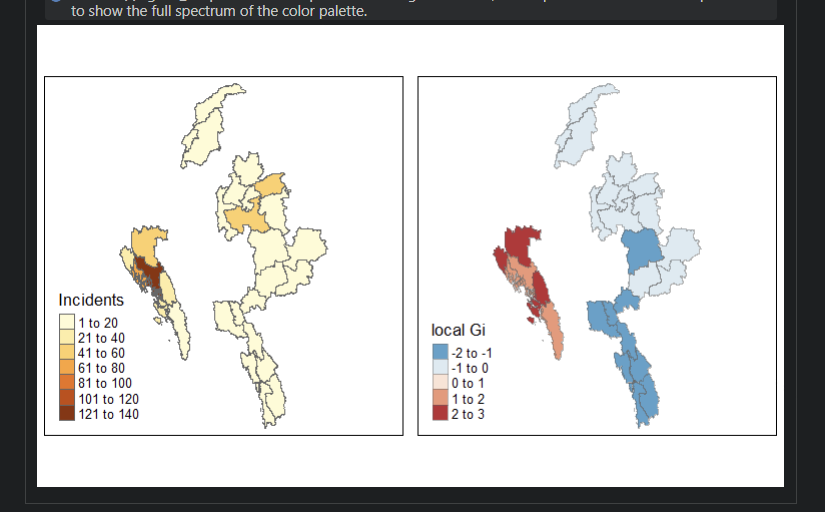 to show the full spectrum of the color palette.
Incidents
1 to 20
21 to 40
41 to 60
61 to 80
81 to 100
101 to 120
121 to 140
local Gi
-2 to -1
-1 to 0
0 to 1
1 to 2
2 to 3